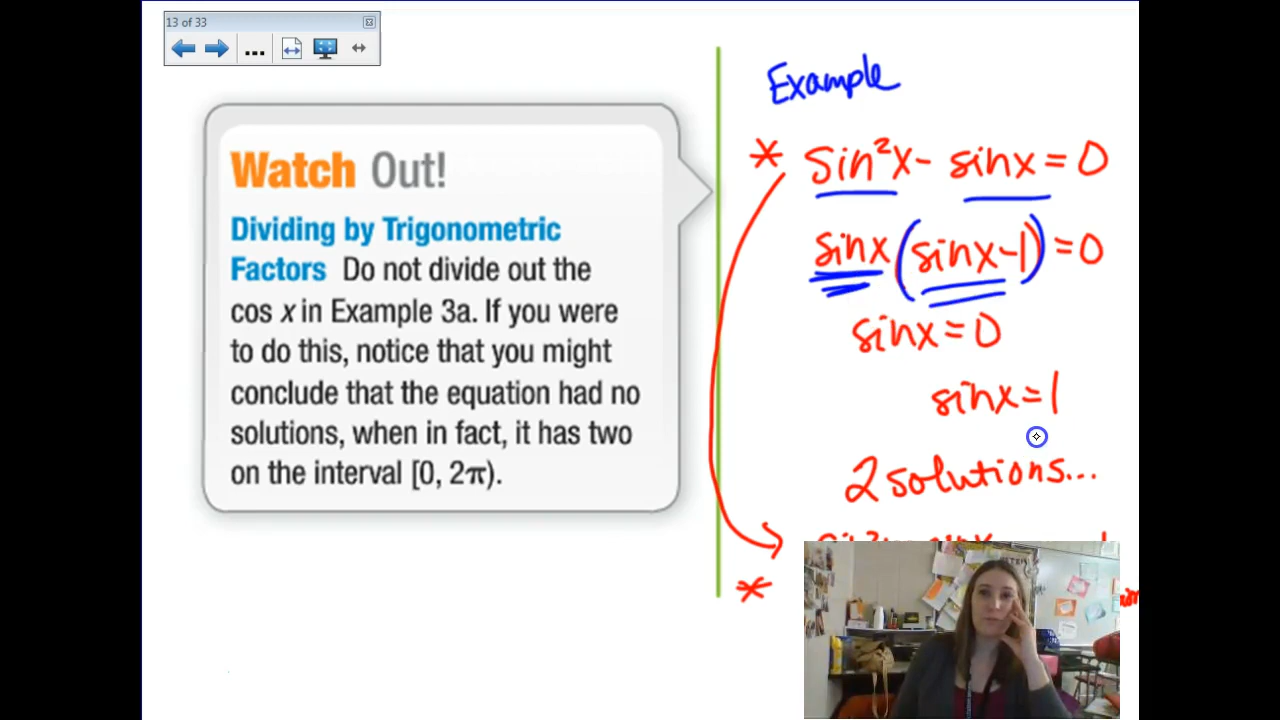 13 of 33
Watch Out!
Dividing by Trigonometric
Factors Do not divide out the
cos x in Example 3a. If you were
to do this, notice that you might
conclude that the equation had no
solutions, when in fact, it has two
on the interval [0, 2π).
Example
* sin²x - sinx = 0
sinx (sinx - 1) = 0
sinx = 0
sinx = 1
2 solutions...
*